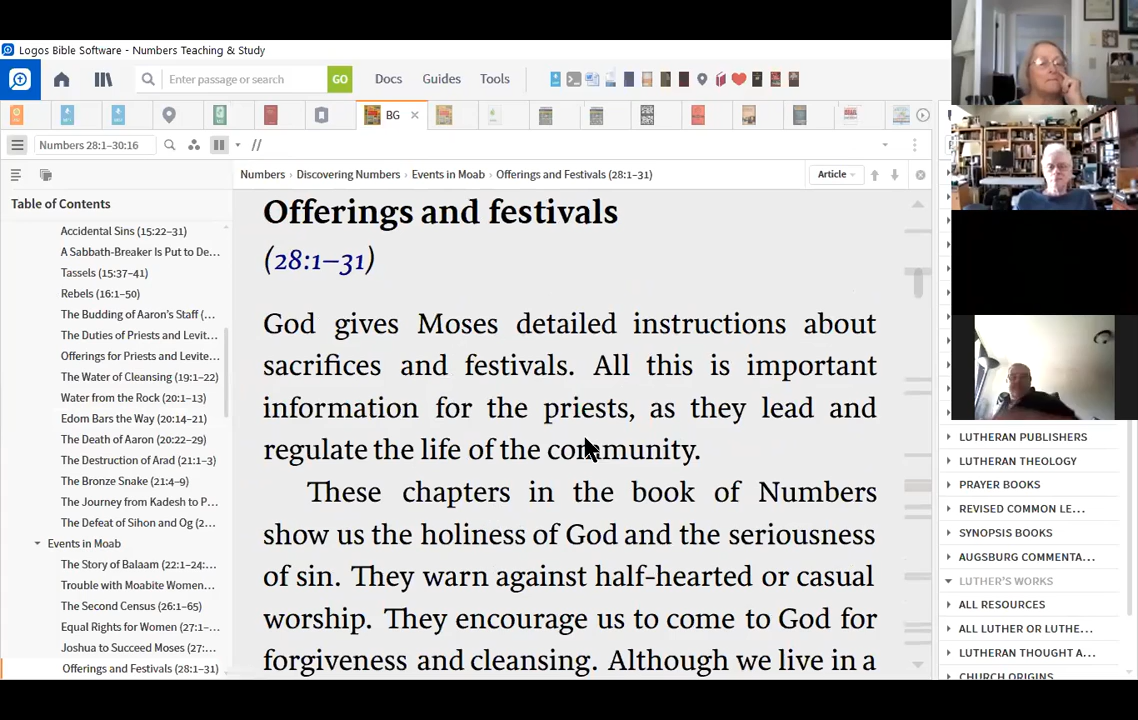 Logos Bible Software - Numbers Teaching & Study
Enter passage or search
GO
Docs
Guides
Tools
BG
Numbers 28:1–30:16
//
Numbers › Discovering Numbers › Events in Moab › Offerings and Festivals (28:1–31)
Article
Table of Contents
Accidental Sins (15:22–31)
A Sabbath-Breaker Is Put to De...
Tassels (15:37–41)
Rebels (16:1–50)
The Budding of Aaron's Staff (...
The Duties of Priests and Levit...
Offerings for Priests and Levite...
The Water of Cleansing (19:1–22)
Water from the Rock (20:1–13)
Edom Bars the Way (20:14–21)
The Death of Aaron (20:22–29)
The Destruction of Arad (21:1–3)
The Bronze Snake (21:4–9)
The Journey from Kadesh to P...
The Defeat of Sihon and Og (2...
Events in Moab
The Story of Balaam (22:1–24:...
Trouble with Moabite Women...
The Second Census (26:1–65)
Equal Rights for Women (27:1–...
Joshua to Succeed Moses (27:...
Offerings and Festivals (28:1–31)
Offerings and festivals
(28:1–31)
God gives Moses detailed instructions about
sacrifices and festivals. All this is important
information for the priests, as they lead and
regulate the life of the community.
These chapters in the book of Numbers
show us the holiness of God and the seriousness
of sin. They warn against half-hearted or casual
worship. They encourage us to come to God for
forgiveness and cleansing. Although we live in a
LUTHERAN PUBLISHERS
LUTHERAN THEOLOGY
PRAYER BOOKS
REVISED COMMON LE...
SYNOPSIS BOOKS
AUGSBURG COMMENTA...
LUTHER'S WORKS
ALL RESOURCES
ALL LUTHER OR LUTHE...
LUTHERAN THOUGHT A...
CHURCH ORIGINS